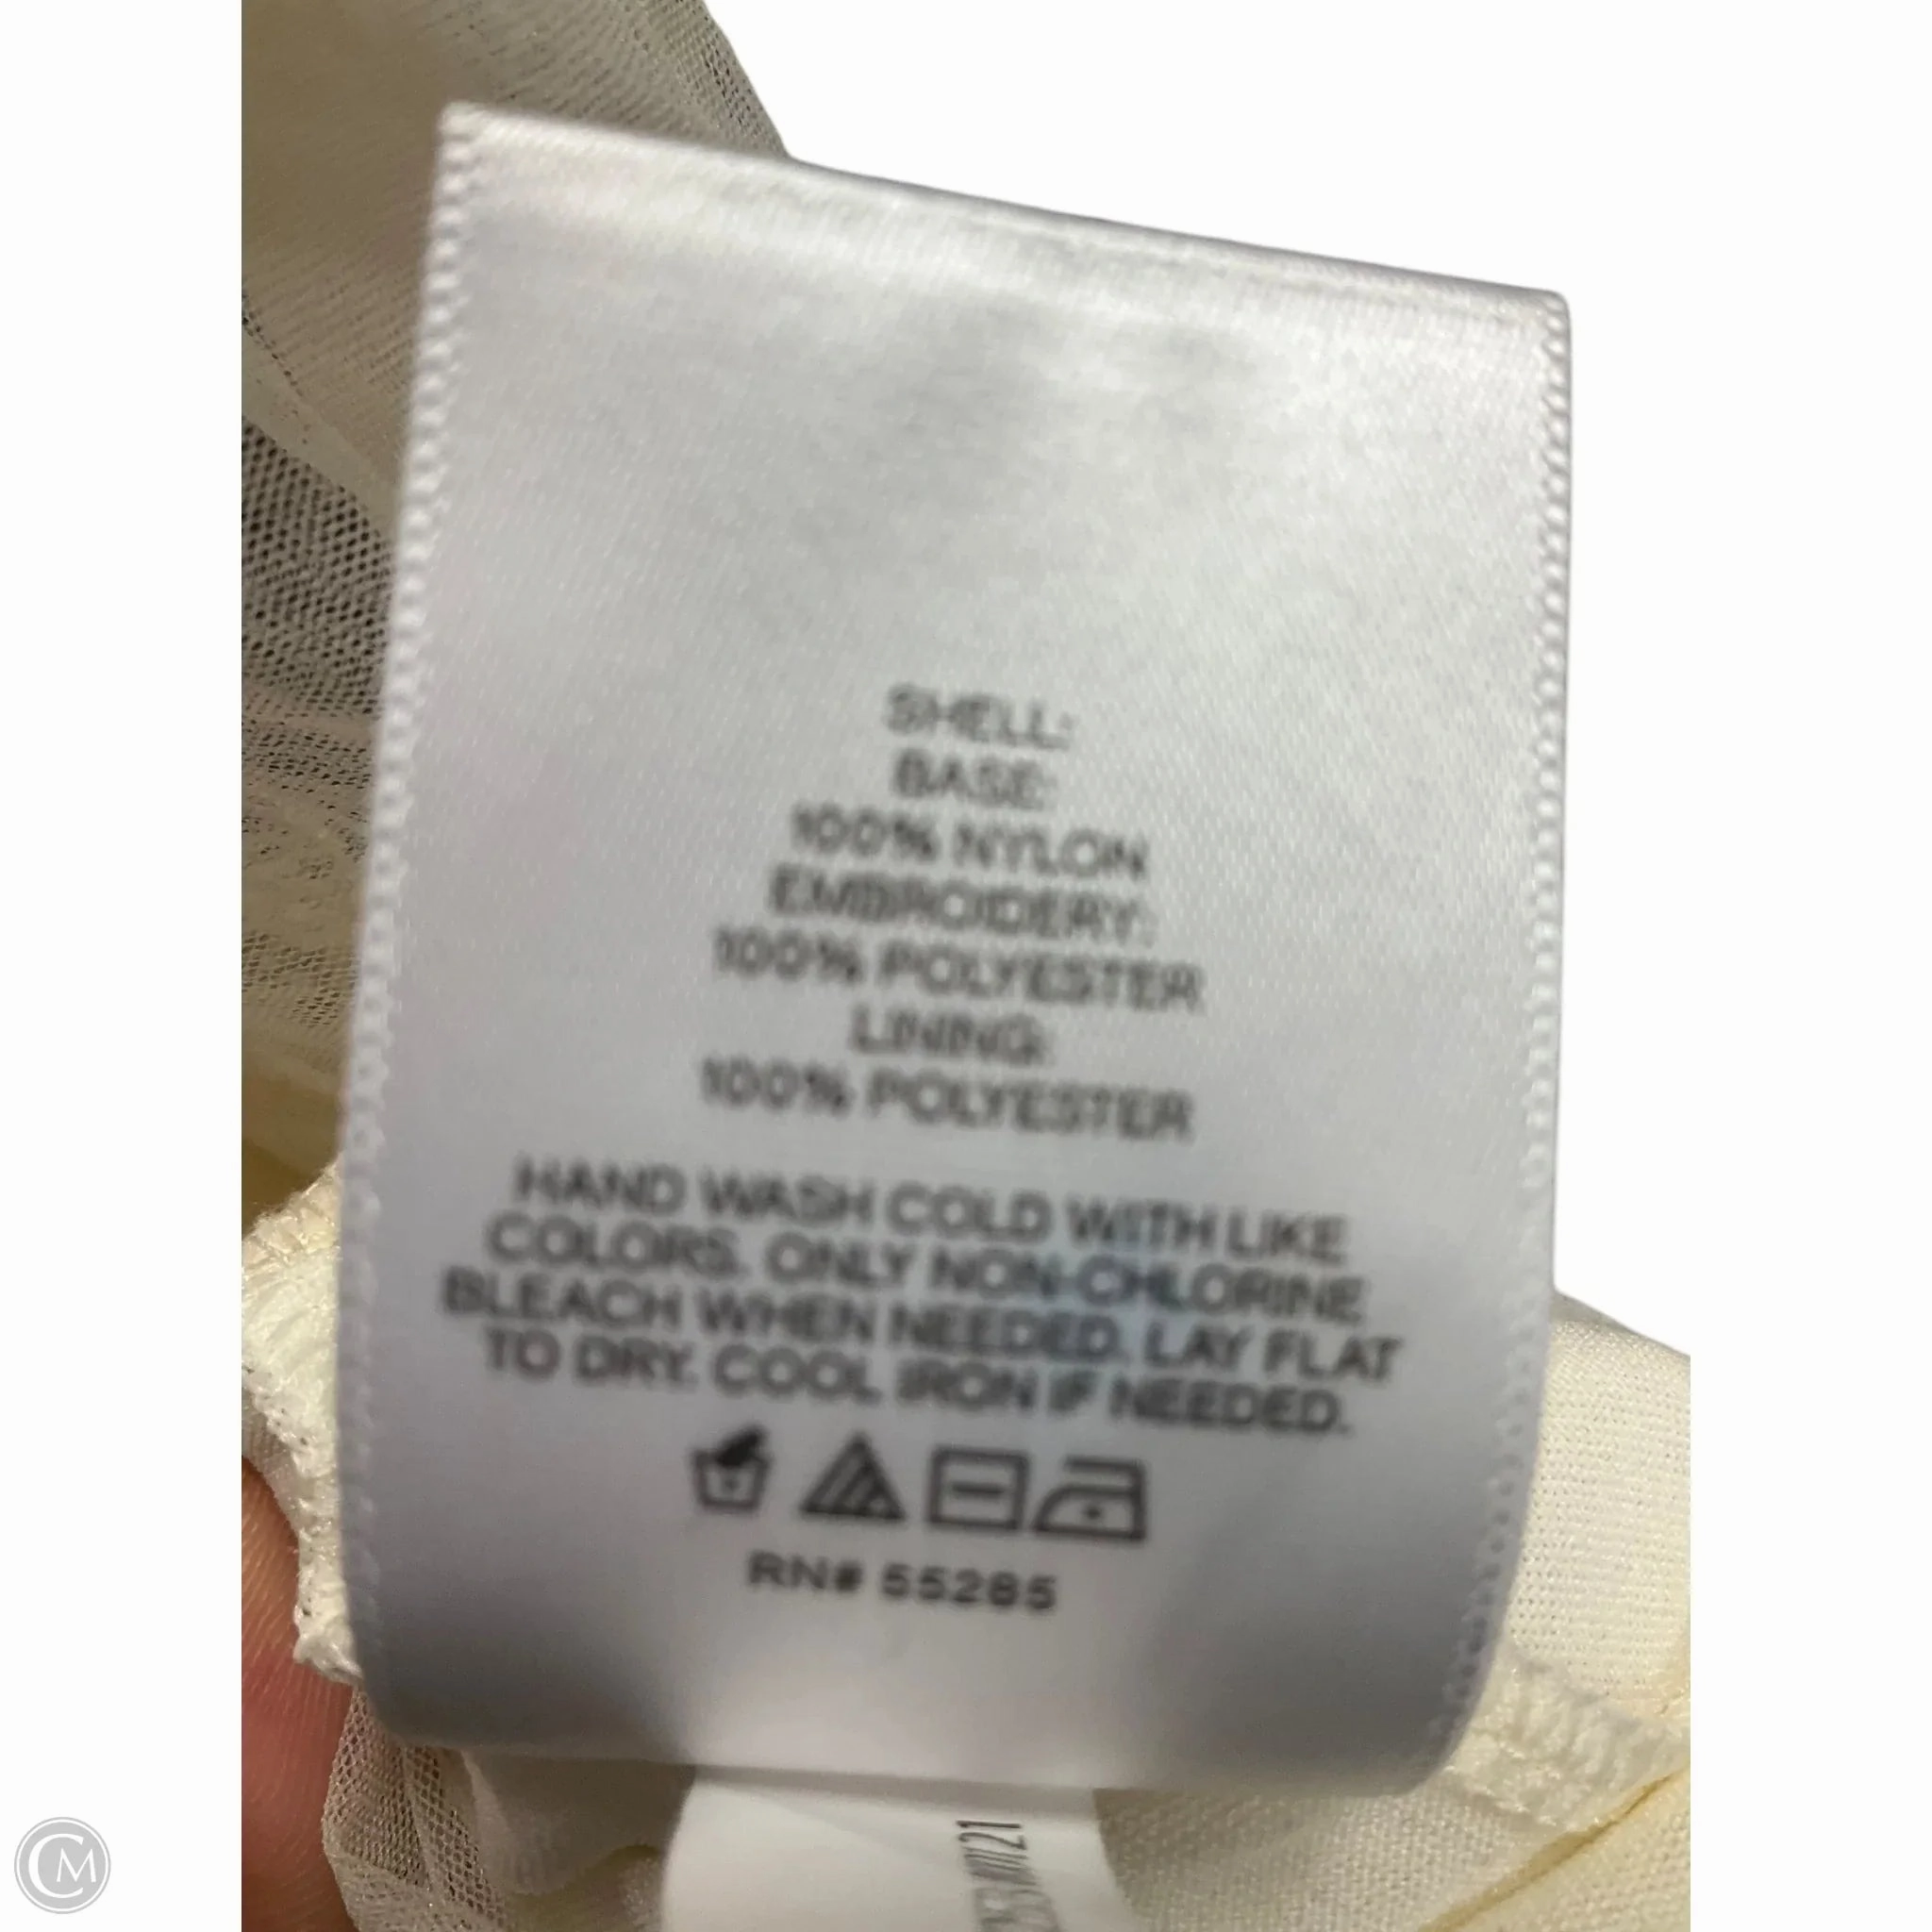 SHELL:
BASE:
100% NYLON
EMBROIDERY:
100% POLYESTER
LINING:
100% POLYESTER
HAND WASH COLD WITH LIKE
COLORS. ONLY NON-CHLORINE
BLEACH WHEN NEEDED. LAY FLAT
TO DRY. COOL IRON IF NEEDED.
RN# 55285
CM